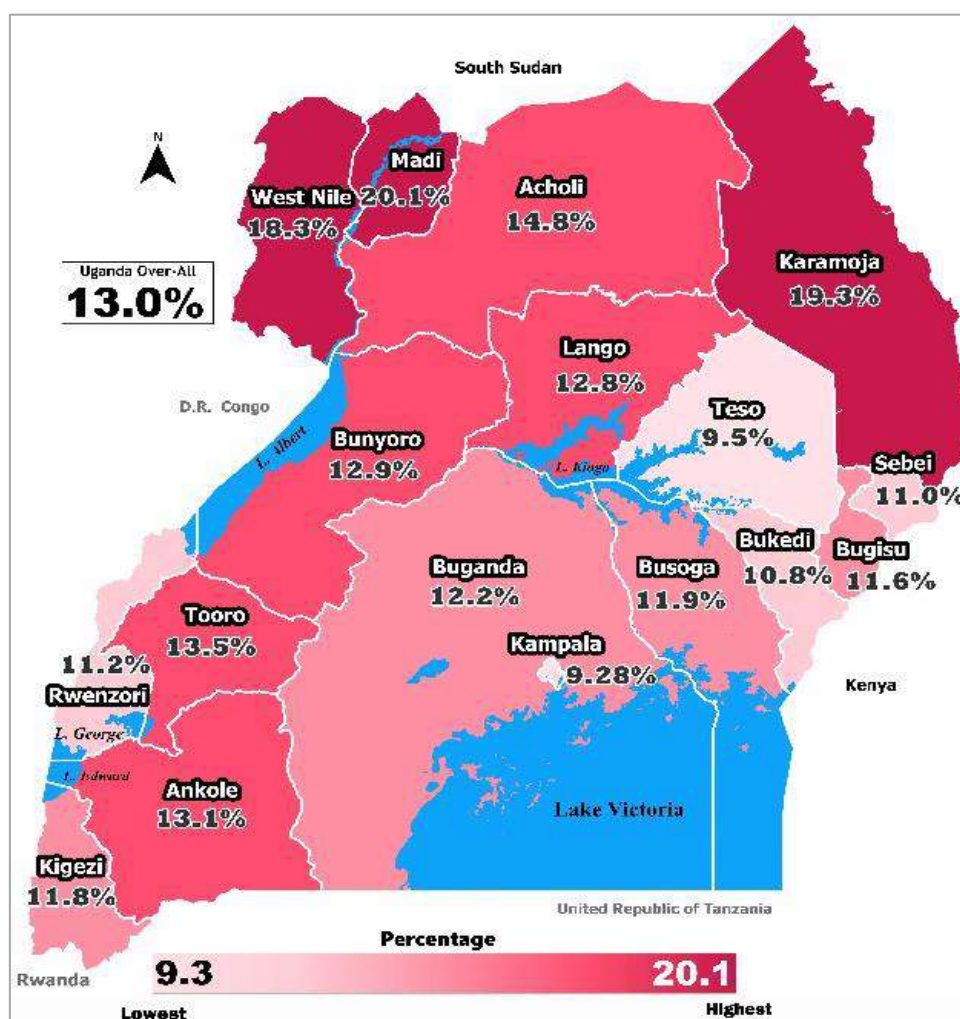 South Sudan
N
Madi
20.1%
West Nile
18.3%
Acholi
14.8%
Karamoja
19.3%
Uganda Over-All
13.0%
Lango
12.8%
D.R. Congo
L. Albert
Bunyoro
12.9%
Teso
9.5%
L. Kioga
Sebei
11.0%
Bukedi
10.8%
Bugisu
11.6%
Buganda
12.2%
Busoga
11.9%
Tooro
13.5%
Kampala
9.28%
11.2%
Rwenzori
Kenya
L. George
L. Edward
Ankole
13.1%
Lake Victoria
Kigezi
11.8%
United Republic of Tanzania
Percentage
Rwanda
9.3
20.1
Lowest
Highest